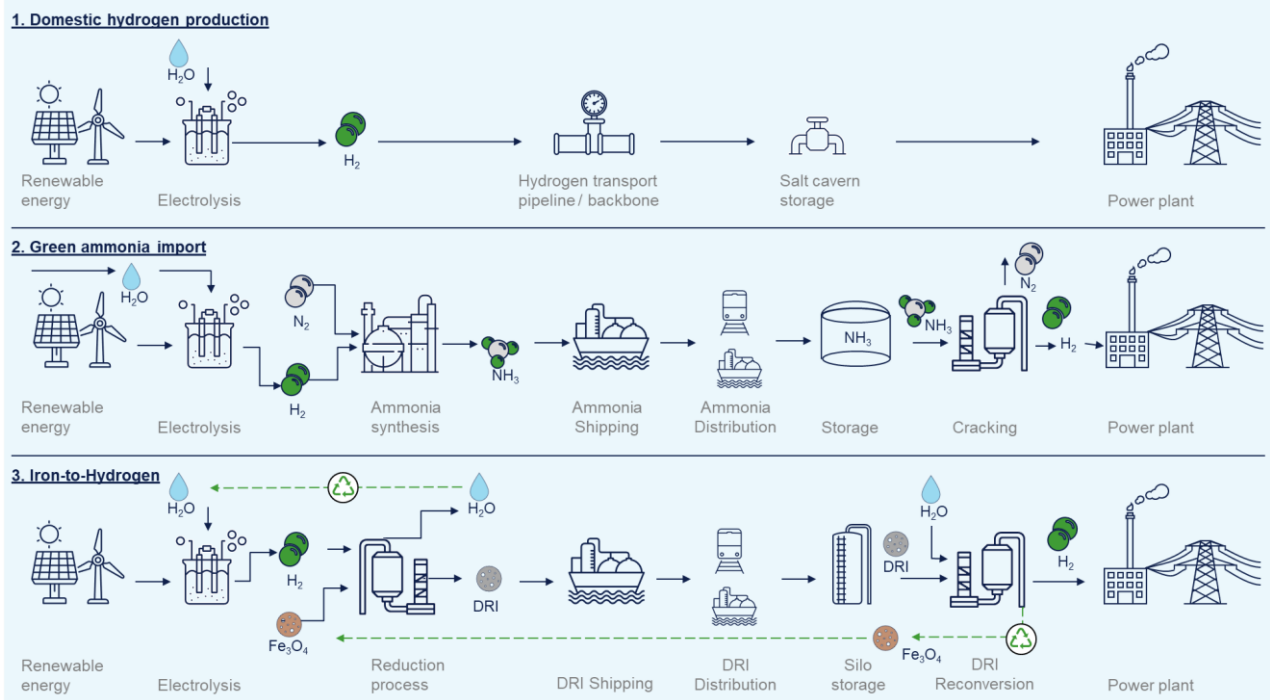 1. Domestic hydrogen production
H₂O
H₂
Renewable
energy
Electrolysis
Hydrogen transport
pipeline / backbone
Salt cavern
storage
Power plant
2. Green ammonia import
H₂O
N₂
H₂
NH₃
NH₃
NH₃
N₂
H₂
Renewable
energy
Electrolysis
Ammonia
synthesis
Ammonia
Shipping
Ammonia
Distribution
Storage
Cracking
Power plant
3. Iron-to-Hydrogen
H₂O
H₂O
H₂
Fe₃O₄
DRI
DRI
H₂O
H₂
Fe₃O₄
Renewable
energy
Electrolysis
Reduction
process
DRI Shipping
DRI
Distribution
Silo
storage
DRI
Reconversion
Power plant